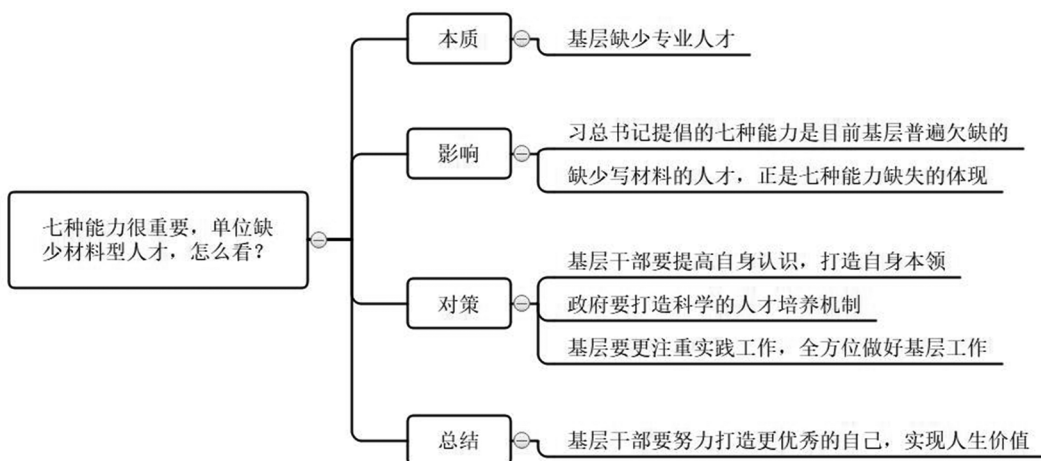 七种能力很重要，单位缺
少材料型人才，怎么看？
本质
基层缺少专业人才
影响
习总书记提倡的七种能力是目前基层普遍欠缺的
缺少写材料的人才，正是七种能力缺失的体现
对策
基层干部要提高自身认识，打造自身本领
政府要打造科学的人才培养机制
基层要更注重实践工作，全方位做好基层工作
总结
基层干部要努力打造更优秀的自己，实现人生价值